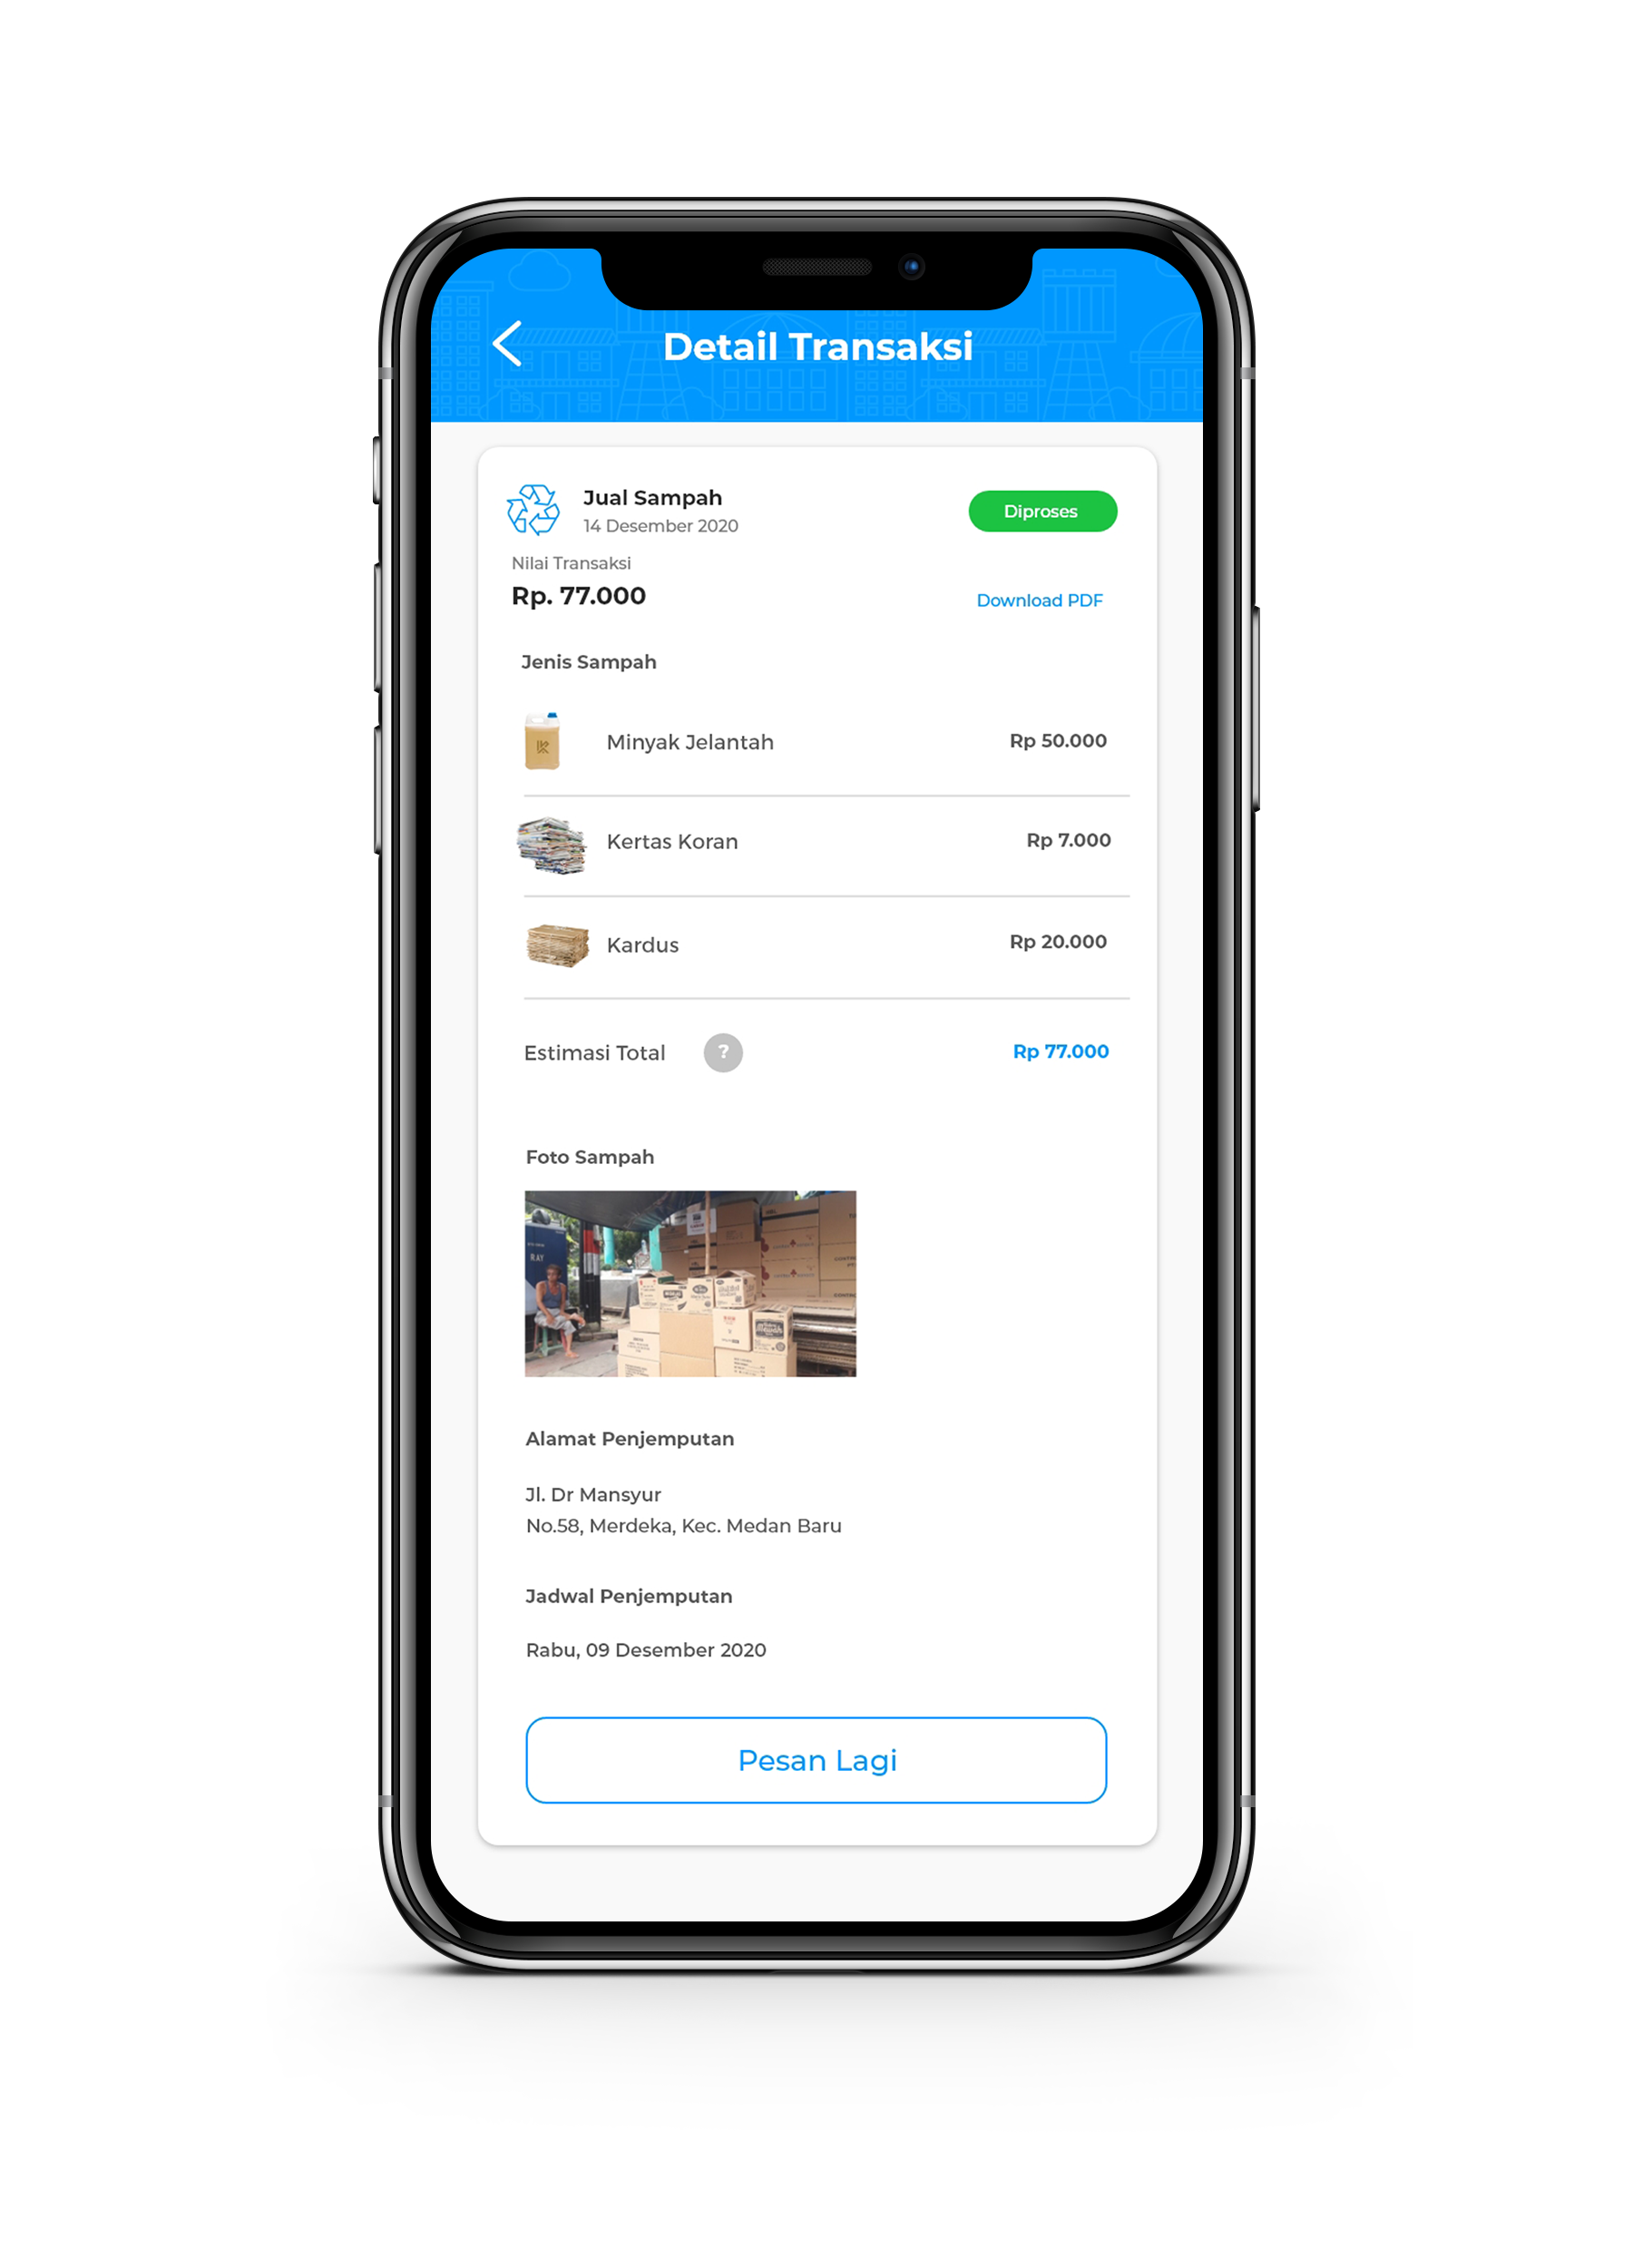 Detail Transaksi
Jual Sampah
14 Desember 2020
Diproses
Nilai Transaksi
Rp. 77.000
Download PDF
Jenis Sampah
Minyak Jelantah
Rp 50.000
Kertas Koran
Rp 7.000
Kardus
Rp 20.000
Estimasi Total
?
Rp 77.000
Foto Sampah
RAY
Alamat Penjemputan
Jl. Dr Mansyur
No.58, Merdeka, Kec. Medan Baru
Jadwal Penjemputan
Rabu, 09 Desember 2020
Pesan Lagi